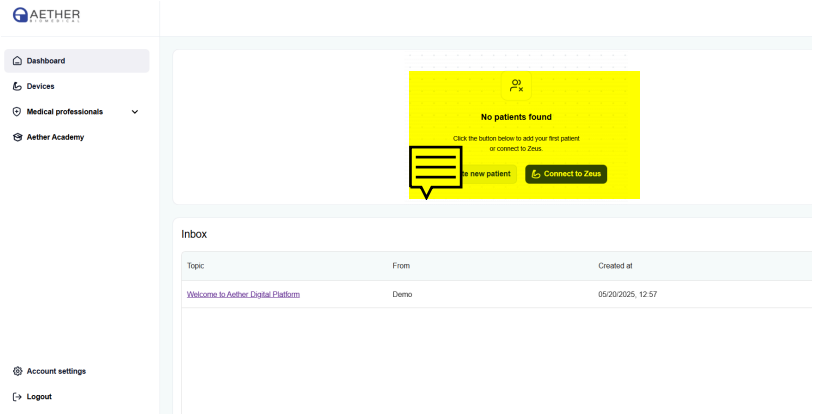 AETHER
BIOMEDICAL
Dashboard
Devices
Medical professionals
Aether Academy
No patients found
Click the button below to add your first patient
or connect to Zeus.
new patient
Connect to Zeus
Inbox
Topic
From
Created at
Welcome to Aether Digital Platform
Demo
05/20/2025, 12:57
Account settings
Logout